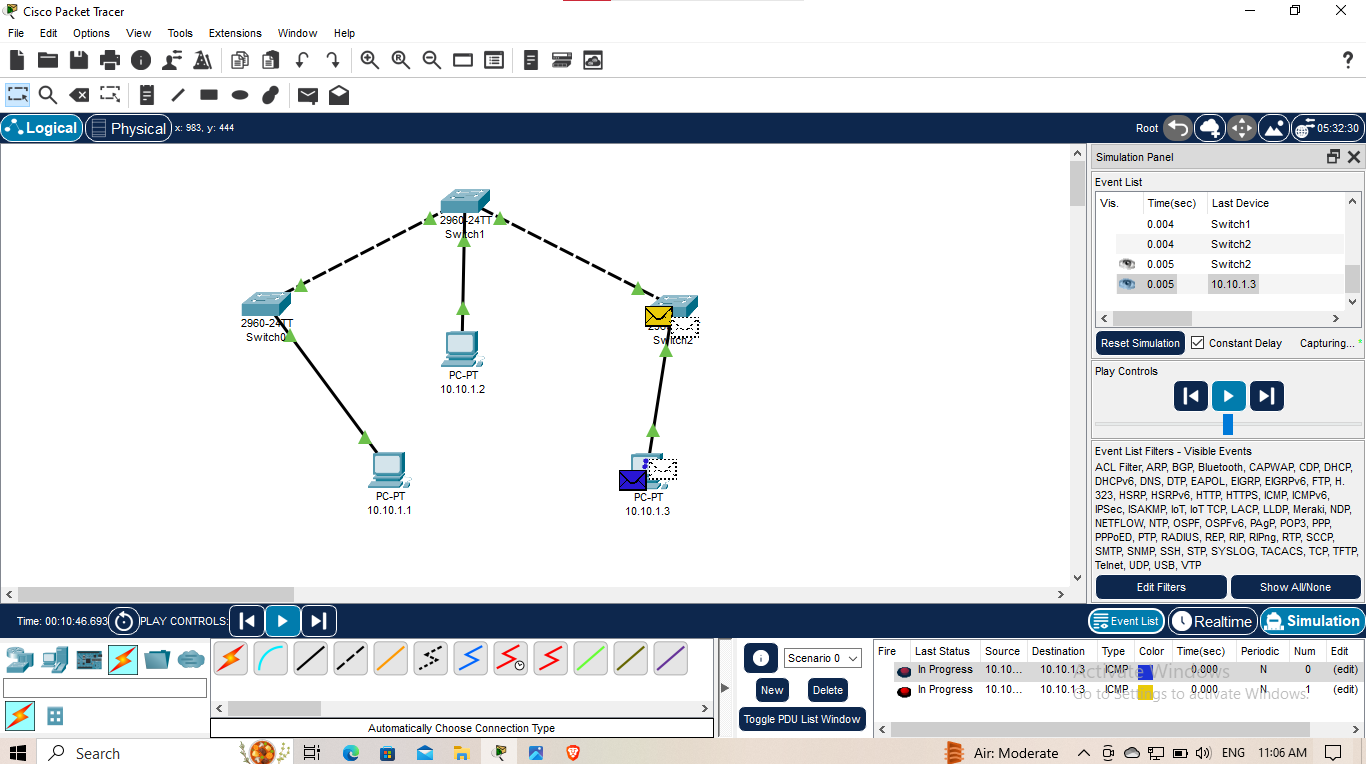 Cisco Packet Tracer
File Edit Options View Tools Extensions Window Help
Logical Physical x: 983, y: 444
Root 05:32:30
2960-24TT
Switch1
2960-24TT
Switch0
PC-PT
10.10.1.2
Switch2
PC-PT
10.10.1.1
PC-PT
10.10.1.3
Simulation Panel
Event List
Vis. Time(sec) Last Device
0.004 Switch1
0.004 Switch2
0.005 Switch2
0.005 10.10.1.3
Reset Simulation Constant Delay Capturing... *
Play Controls
Event List Filters - Visible Events
ACL Filter, ARP, BGP, Bluetooth, CAPWAP, CDP, DHCP,
DHCPv6, DNS, DTP, EAPOL, EIGRP, EIGRPv6, FTP, H.
323, HSRP, HSRPv6, HTTP, HTTPS, ICMP, ICMPv6,
IPSec, ISAKMP, IoT, IoT TCP, LACP, LLDP, Meraki, NDP,
NETFLOW, NTP, OSPF, OSPFv6, PAgP, POP3, PPP,
PPPoED, PTP, RADIUS, REP, RIP, RIPng, RTP, SCCP,
SMTP, SNMP, SSH, STP, SYSLOG, TACACS, TCP, TFTP,
Telnet, UDP, USB, VTP
Edit Filters Show All/None
Time: 00:10:46.693 PLAY CONTROLS:
Event List Realtime Simulation
Automatically Choose Connection Type
Scenario 0
New Delete
Toggle PDU List Window
Fire Last Status Source Destination Type Color Time(sec) Periodic Num Edit
In Progress 10.10... 10.10.1.3 ICMP 0.000 N 0 (edit)
In Progress 10.10... 10.10.1.3 ICMP 0.000 N 1 (edit)
Activate Windows
Go to Settings to activate Windows.
Search
Air: Moderate ENG 11:06 AM